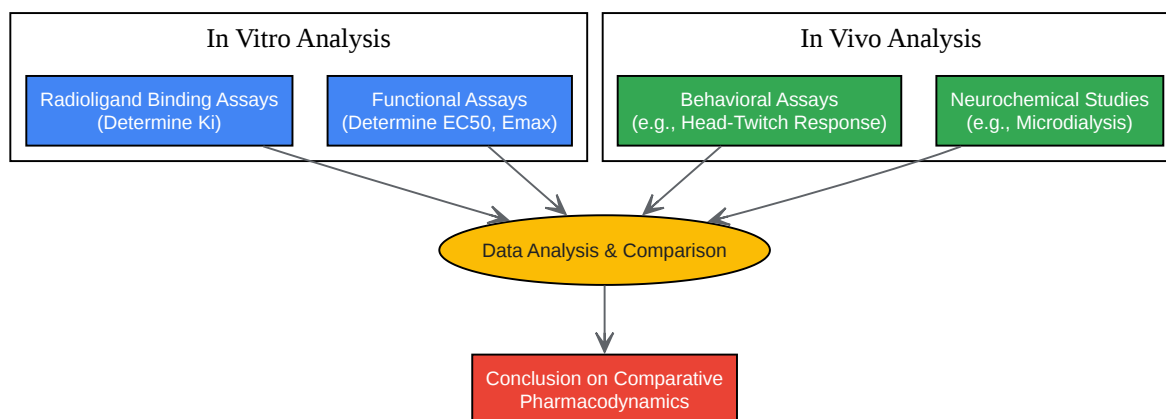 In Vitro Analysis
Radioligand Binding Assays
(Determine Ki)
Functional Assays
(Determine EC50, Emax)
In Vivo Analysis
Behavioral Assays
(e.g., Head-Twitch Response)
Neurochemical Studies
(e.g., Microdialysis)
Data Analysis & Comparison
Conclusion on Comparative
Pharmacodynamics